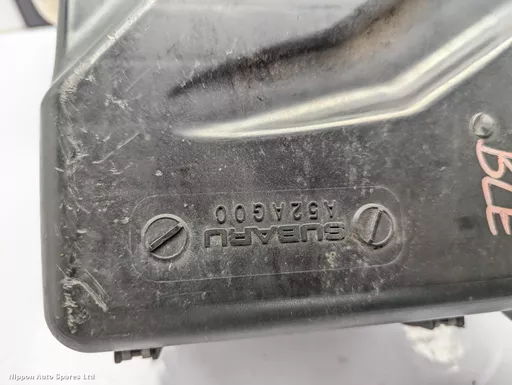 SUBARU
A52AG00
BLE
Nippon Auto Spares Ltd